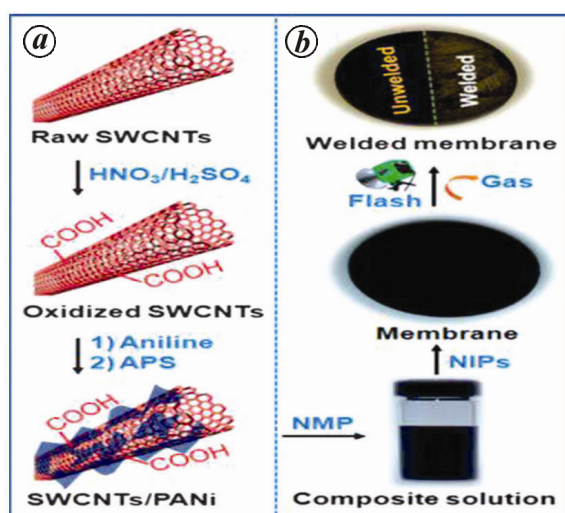 a
Raw SWCNTs
HNO₃/H₂SO₄
COOH
COOH
Oxidized SWCNTs
1) Aniline
2) APS
COOH
COOH
SWCNTs/PANi
NMP
b
Unwelded
Welded
Welded membrane
Flash
Gas
Membrane
NIPs
Composite solution